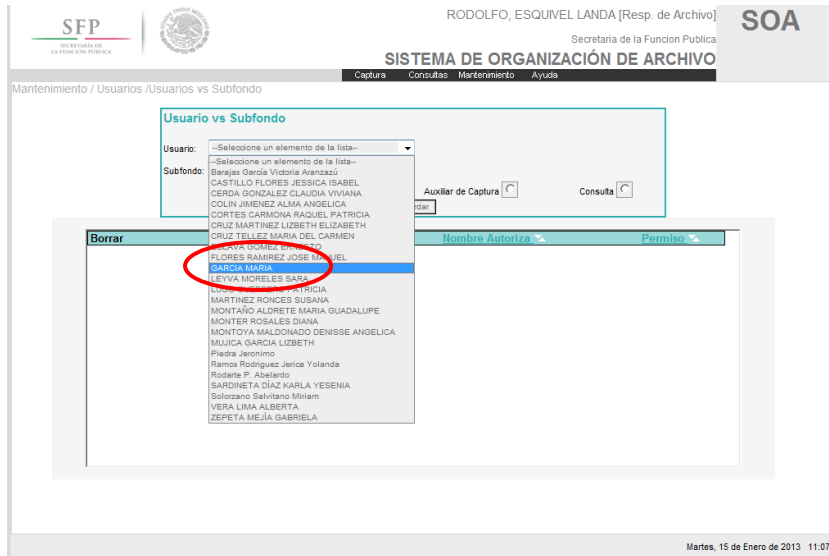 RODOLFO, ESQUIVEL LANDA [Resp. de Archivo]
SOA
SFP
SECRETARÍA DE
LA FUNCIÓN PÚBLICA
Secretaria de la Funcion Publica
SISTEMA DE ORGANIZACIÓN DE ARCHIVO
Captura Consultas Mantenimiento Ayuda
Mantenimiento / Usuarios /Usuarios vs Subfondo
Usuario vs Subfondo
Usuario: --Seleccione un elemento de la lista--
--Seleccione un elemento de la lista--
Subfondo:
Barajas García Victoria Aranzazú
CASTILLO FLORES JESSICA ISABEL
CERDA GONZALEZ CLAUDIA VIVIANA
Auxiliar de Captura Consulta
COLIN JIMENEZ ALMA ANGELICA
CORTES CARMONA RAQUEL PATRICIA
CRUZ MARTINEZ LIZBETH ELIZABETH
CRUZ TELLEZ MARIA DEL CARMEN
Borrar Nombre Autoriza Permiso
GOMEZ
FLORES RAMIREZ JOSE MANUEL
GARCIA MARIA
LEYVA MORELES SARA
PATRICIA
MARTINEZ RONCES SUSANA
MONTAÑO ALDRETE MARIA GUADALUPE
MONTER ROSALES DIANA
MONTOYA MALDONADO DENISSE ANGELICA
MUJICA GARCIA LIZBETH
Piedra Jeronimo
Ramos Rodriguez Jerica Yolanda
Rodarte P. Abelardo
SARDINETA DÍAZ KARLA YESENIA
Solorzano Salvitano Miriam
VERA LIMA ALBERTA
ZEPETA MEJÍA GABRIELA
Martes, 15 de Enero de 2013 11:07